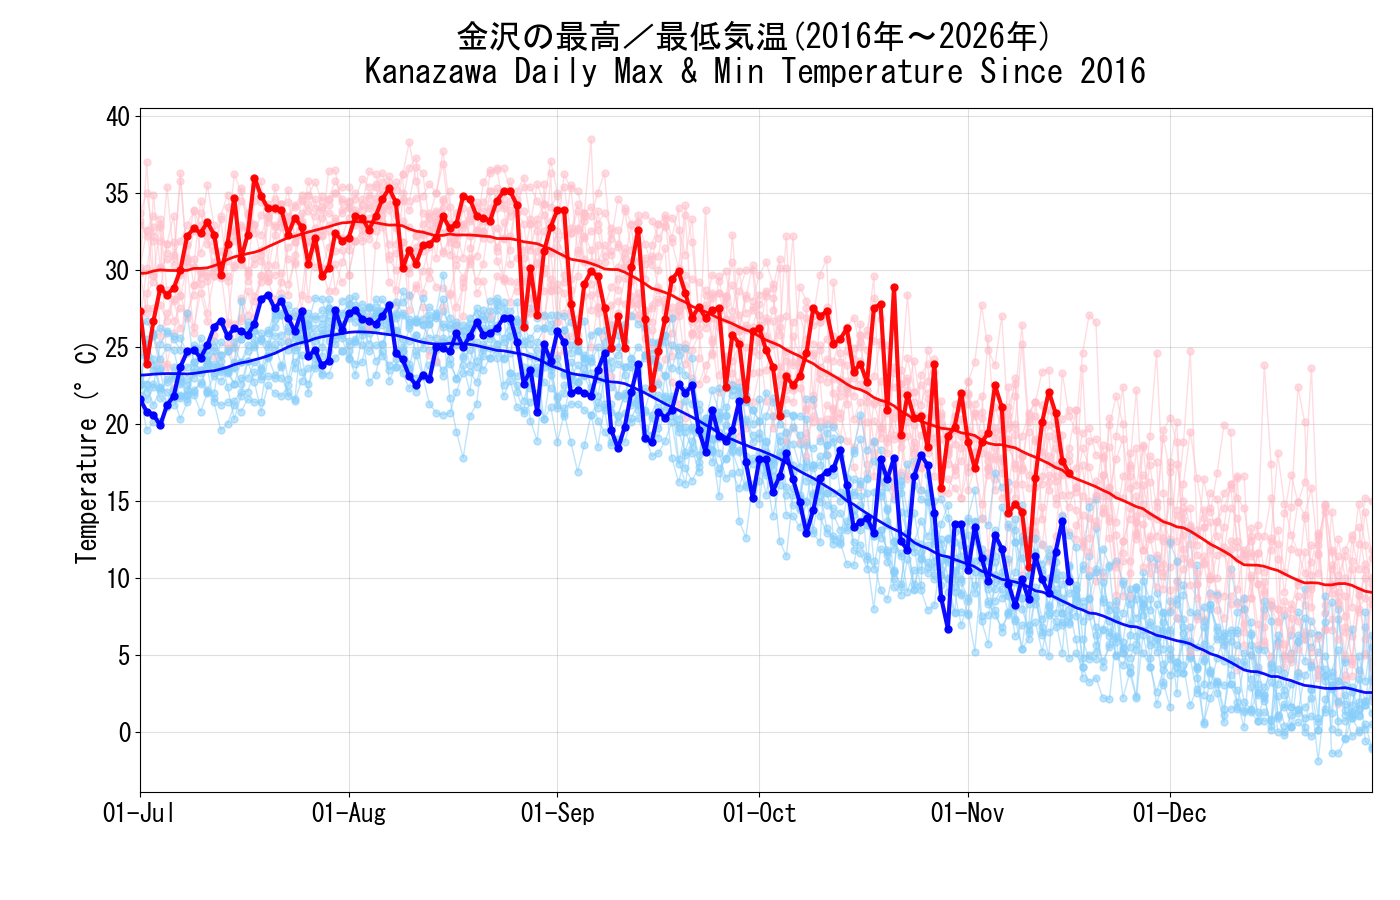 金沢の最高／最低気温(2016年～2026年)
Kanazawa Daily Max & Min Temperature Since 2016
Temperature (° C)
40
35
30
25
20
15
10
5
0
01-Jul 01-Aug 01-Sep 01-Oct 01-Nov 01-Dec